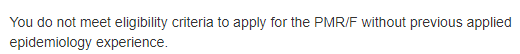 You do not meet eligibility criteria to apply for the PMR/F without previous applied
epidemiology experience.